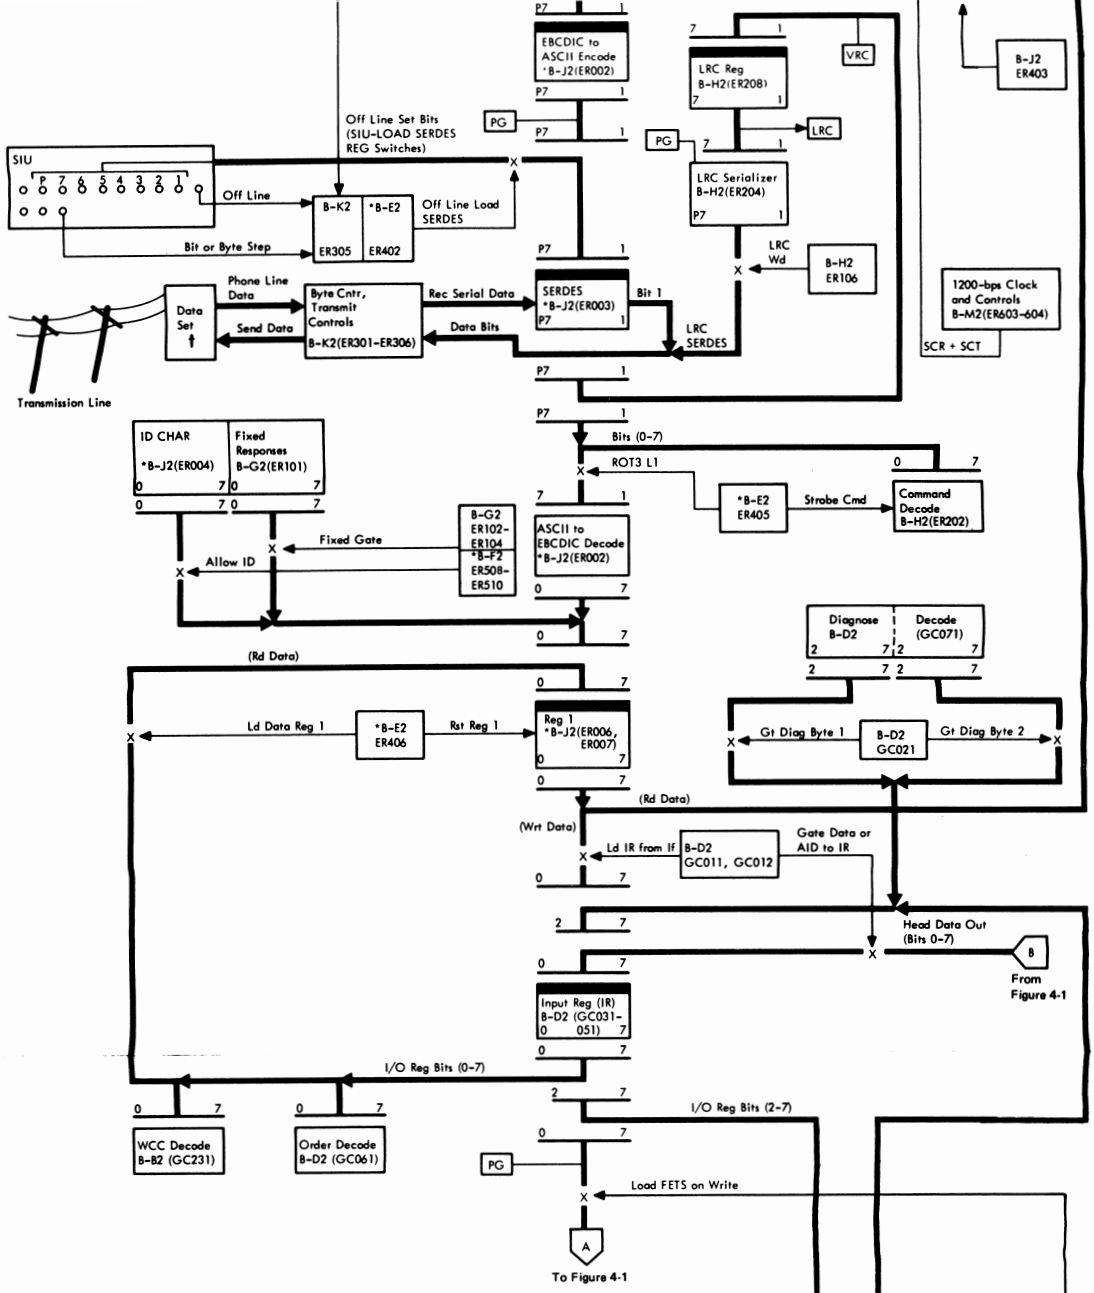 P7 1
EBCDIC to
ASCII Encode
*B-J2(ER002)
P7 1
PG
P7 1
7 1
VRC
LRC Reg
B-H2(ER208)
7 1
LRC
PG
7 1
LRC Serializer
B-H2(ER204)
P7 1
B-J2
ER403
Off Line Set Bits
(SIU-LOAD SERDES
REG Switches)
SIU
P 7 6 5 4 3 2 1
Off Line
B-K2
ER305
*B-E2
ER402
Off Line Load
SERDES
Bit or Byte Step
X
LRC
Wd
X
B-H2
ER106
1200-bps Clock
and Controls
B-M2(ER603-604)
SCR + SCT
P7 1
SERDES
*B-J2(ER003)
P7 1
Bit 1
Phone Line
Data
Data
Set
Send Data
Byte Cntr,
Transmit
Controls
B-K2(ER301-ER306)
Rec Serial Data
Data Bits
LRC
SERDES
Transmission Line
P7 1
P7 1
Bits (0-7)
X
ROT3 L1
0 7
Command
Decode
B-H2(ER202)
*B-E2
ER405
Strobe Cmd
ID CHAR
*B-J2(ER004)
0 7
Fixed
Responses
B-G2(ER101)
0 7
0 7 0 7
X
Fixed Gate
X
Allow ID
B-G2
ER102-
ER104
*B-F2
ER508-
ER510
7 1
ASCII to
EBCDIC Decode
*B-J2(ER002)
0 7
0 7
Diagnose
B-D2
2 7
Decode
(GC071)
2 7
2 7 2 7
(Rd Data)
0 7
X
Ld Data Reg 1
*B-E2
ER406
Rst Reg 1
Reg 1
*B-J2(ER006,
ER007)
0 7
0 7
X
Gt Diag Byte 1
B-D2
GC021
Gt Diag Byte 2
X
(Rd Data)
(Wrt Data)
X
Ld IR from If
B-D2
GC011, GC012
Gate Data or
AID to IR
0 7
2 7
Head Data Out
(Bits 0-7)
X
B
From
Figure 4-1
0 7
Input Reg (IR)
B-D2 (GC031-
0 051) 7
0 7
I/O Reg Bits (0-7)
2 7
I/O Reg Bits (2-7)
0 7
WCC Decode
B-B2 (GC231)
0 7
Order Decode
B-D2 (GC061)
0 7
PG
X
Load FETS on Write
A
To Figure 4-1